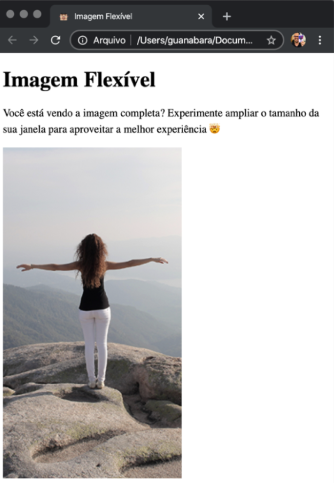 Imagem Flexível
Arquivo
/Users/guanabara/Docum...
Imagem Flexível
Você está vendo a imagem completa? Experimente ampliar o tamanho da
sua janela para aproveitar a melhor experiência 🤯